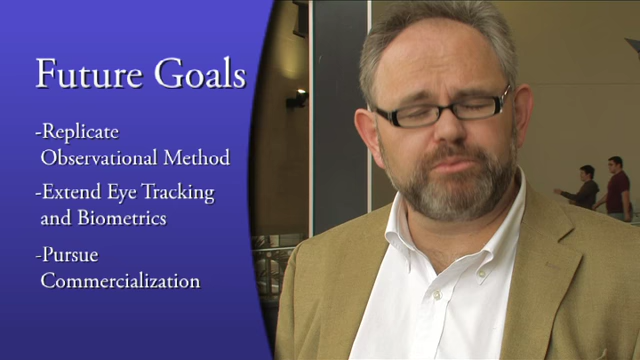 Future Goals
-Replicate
Observational Method
-Extend Eye Tracking
and Biometrics
-Pursue
Commercialization